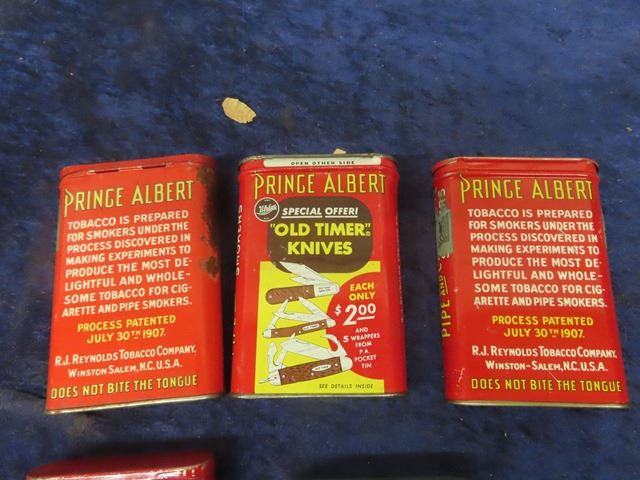 PRINCE ALBERT
TOBACCO IS PREPARED
FOR SMOKERS UNDER THE
PROCESS DISCOVERED IN
MAKING EXPERIMENTS TO
PRODUCE THE MOST DE-
LIGHTFUL AND WHOLE-
SOME TOBACCO FOR CIG-
ARETTE AND PIPE SMOKERS.
PROCESS PATENTED
JULY 30TH 1907.
R.J. REYNOLDS TOBACCO COMPANY,
WINSTON-SALEM, N.C. U.S.A.
DOES NOT BITE THE TONGUE
OPEN OTHER SIDE
PRINCE ALBERT
SPECIAL OFFER!
"OLD TIMER"®
KNIVES
EACH
ONLY
$2.00
AND
5 WRAPPERS
FROM
P.A.
POCKET
TIN
SEE DETAILS INSIDE
SMOKERS
PRINCE ALBERT
TOBACCO IS PREPARED
FOR SMOKERS UNDER THE
PROCESS DISCOVERED IN
MAKING EXPERIMENTS TO
PRODUCE THE MOST DE-
LIGHTFUL AND WHOLE-
SOME TOBACCO FOR CIG-
ARETTE AND PIPE SMOKERS.
PROCESS PATENTED
JULY 30TH 1907.
R.J. REYNOLDS TOBACCO COMPANY,
WINSTON-SALEM, N.C. U.S.A.
DOES NOT BITE THE TONGUE
PIPE AND